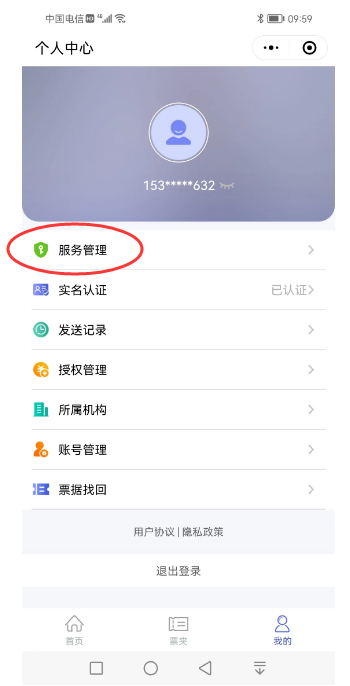 中国电信 HD 4G 09:59
个人中心
153*****632
服务管理
实名认证 已认证
发送记录
授权管理
所属机构
账号管理
票据找回
用户协议 | 隐私政策
退出登录
首页 票夹 我的